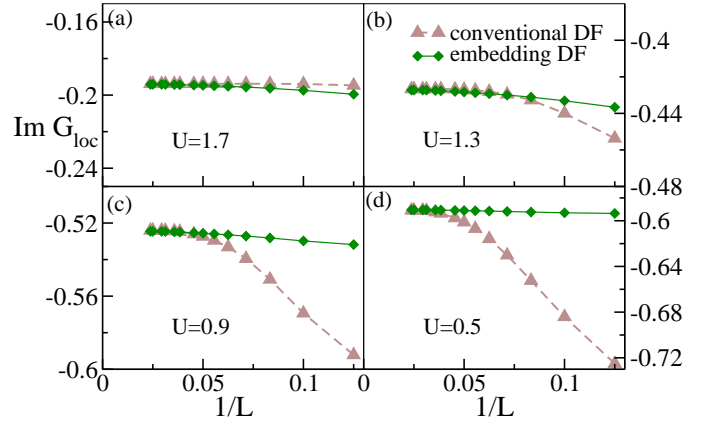 -0.16
(a)
(b)
conventional DF
embedding DF
-0.4
-0.2
Im G_loc
U=1.7
U=1.3
-0.44
-0.24
-0.48
(c)
(d)
-0.52
-0.6
-0.56
-0.64
U=0.9
U=0.5
-0.68
-0.6
-0.72
0
0.05
0.1
0
0.05
0.1
1/L
1/L